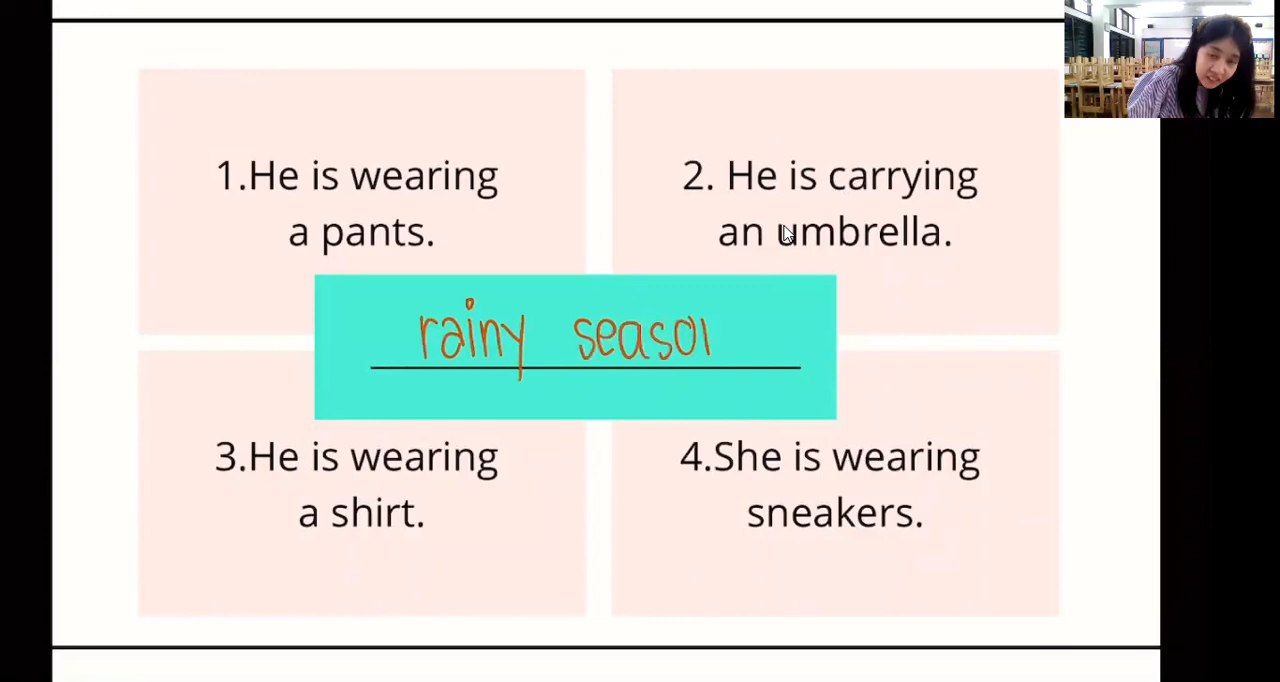 1.He is wearing
a pants.
2. He is carrying
an umbrella.
rainy seaso
3.He is wearing
a shirt.
4.She is wearing
sneakers.